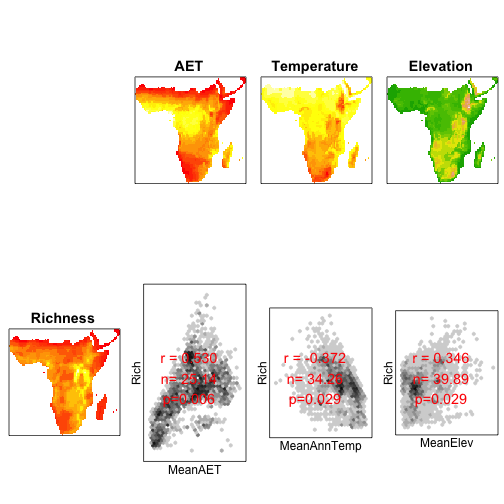 AET
Temperature
Elevation
Richness
Rich
r = 0.530
n= 25.14
p=0.006
MeanAET
Rich
r = -0.372
n= 34.26
p=0.029
MeanAnnTemp
Rich
r = 0.346
n= 39.89
p=0.029
MeanElev